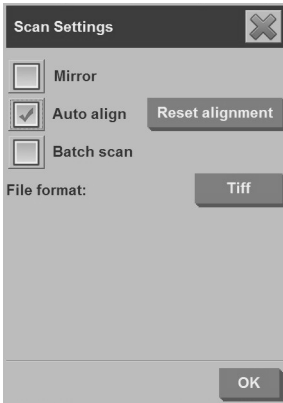 Scan Settings
Mirror
Auto align Reset alignment
Batch scan
File format: Tiff
OK